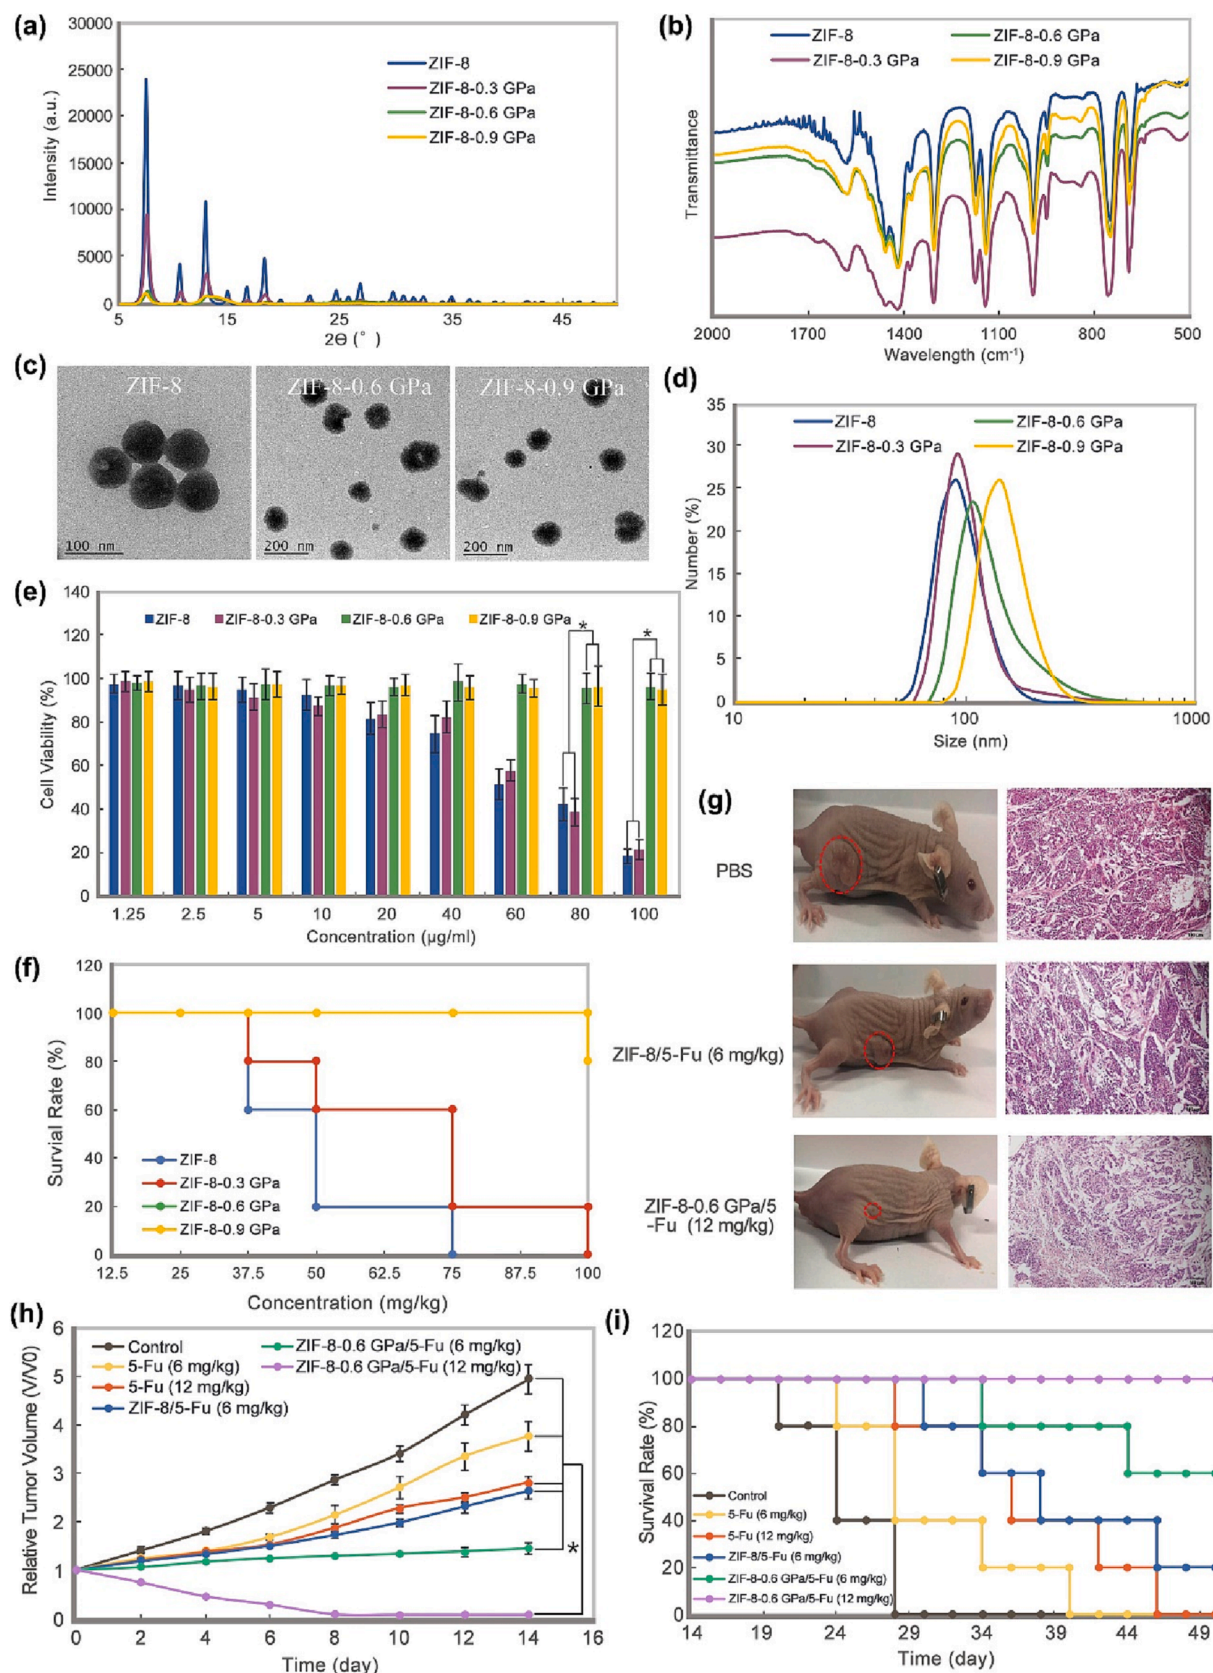 (a)
30000
25000
20000
15000
10000
5000
0
Intensity (a.u.)
ZIF-8
ZIF-8-0.3 GPa
ZIF-8-0.6 GPa
ZIF-8-0.9 GPa
5 15 25 35 45
2Θ (°)
(b)
ZIF-8 ZIF-8-0.6 GPa
ZIF-8-0.3 GPa ZIF-8-0.9 GPa
Transmittance
2000 1700 1400 1100 800 500
Wavelength (cm⁻¹)
(c)
ZIF-8 ZIF-8-0.6 GPa ZIF-8-0.9 GPa
100 nm 200 nm 200 nm
(d)
35
30
25
20
15
10
5
0
Number (%)
ZIF-8 ZIF-8-0.6 GPa
ZIF-8-0.3 GPa ZIF-8-0.9 GPa
10 100 1000
Size (nm)
(e)
140
120
100
80
60
40
20
0
Cell Viability (%)
ZIF-8 ZIF-8-0.3 GPa ZIF-8-0.6 GPa ZIF-8-0.9 GPa
* *
1.25 2.5 5 10 20 40 60 80 100
Concentration (μg/ml)
(f)
120
100
80
60
40
20
0
Survial Rate (%)
ZIF-8
ZIF-8-0.3 GPa
ZIF-8-0.6 GPa
ZIF-8-0.9 GPa
12.5 25 37.5 50 62.5 75 87.5 100
Concentration (mg/kg)
(g)
PBS
ZIF-8/5-Fu (6 mg/kg)
ZIF-8-0.6 GPa/5
-Fu (12 mg/kg)
(h)
6
5
4
3
2
1
0
Relative Tumor Volume (V/V0)
Control ZIF-8-0.6 GPa/5-Fu (6 mg/kg)
5-Fu (6 mg/kg) ZIF-8-0.6 GPa/5-Fu (12 mg/kg)
5-Fu (12 mg/kg)
ZIF-8/5-Fu (6 mg/kg)
*
0 2 4 6 8 10 12 14 16
Time (day)
(i)
120
100
80
60
40
20
0
Survival Rate (%)
Control
5-Fu (6 mg/kg)
5-Fu (12 mg/kg)
ZIF-8/5-Fu (6 mg/kg)
ZIF-8-0.6 GPa/5-Fu (6 mg/kg)
ZIF-8-0.6 GPa/5-Fu (12 mg/kg)
14 19 24 29 34 39 44 49
Time (day)